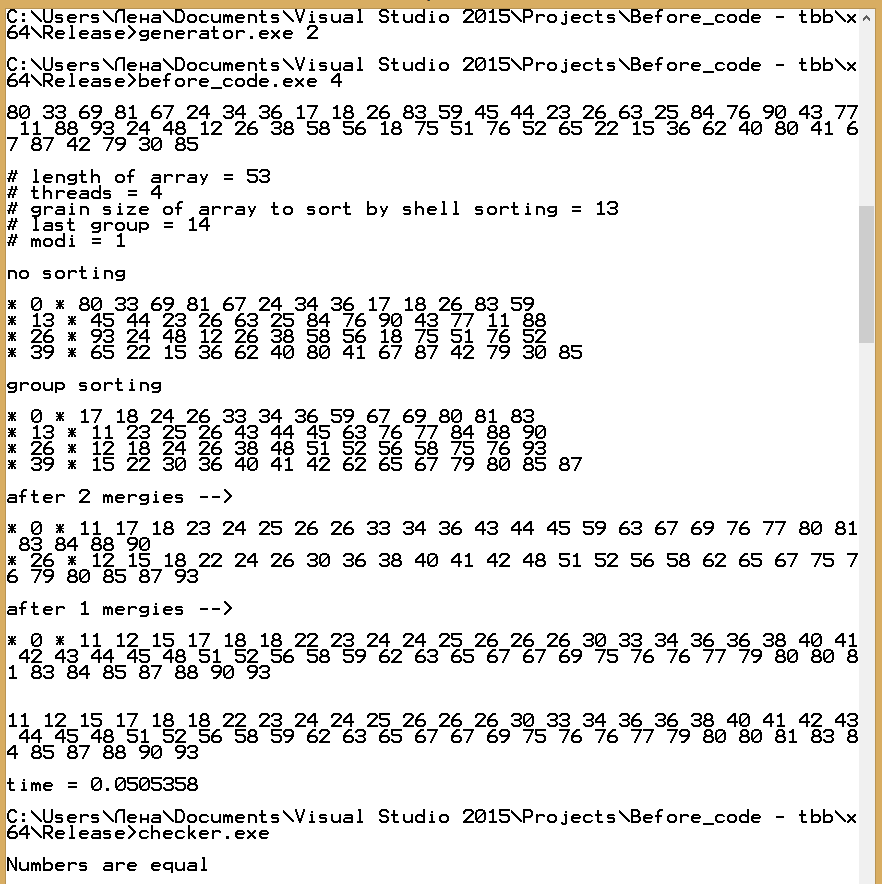 C:\Users\Лена\Documents\Visual Studio 2015\Projects\Before_code - tbb\x
64\Release>generator.exe 2
C:\Users\Лена\Documents\Visual Studio 2015\Projects\Before_code - tbb\x
64\Release>before_code.exe 4
80 33 69 81 67 24 34 36 17 18 26 83 59 45 44 23 26 63 25 84 76 90 43 77
11 88 93 24 48 12 26 38 58 56 18 75 51 76 52 65 22 15 36 62 40 80 41 6
7 87 42 79 30 85
# length of array = 53
# threads = 4
# grain size of array to sort by shell sorting = 13
# last group = 14
# modi = 1
no sorting
* 0 * 80 33 69 81 67 24 34 36 17 18 26 83 59
* 13 * 45 44 23 26 63 25 84 76 90 43 77 11 88
* 26 * 93 24 48 12 26 38 58 56 18 75 51 76 52
* 39 * 65 22 15 36 62 40 80 41 67 87 42 79 30 85
group sorting
* 0 * 17 18 24 26 33 34 36 59 67 69 80 81 83
* 13 * 11 23 25 26 43 44 45 63 76 77 84 88 90
* 26 * 12 18 24 26 38 48 51 52 56 58 75 76 93
* 39 * 15 22 30 36 40 41 42 62 65 67 79 80 85 87
after 2 mergies -->
* 0 * 11 17 18 23 24 25 26 26 33 34 36 43 44 45 59 63 67 69 76 77 80 81
83 84 88 90
* 26 * 12 15 18 22 24 26 30 36 38 40 41 42 48 51 52 56 58 62 65 67 75 7
6 79 80 85 87 93
after 1 mergies -->
* 0 * 11 12 15 17 18 18 22 23 24 24 25 26 26 26 30 33 34 36 36 38 40 41
42 43 44 45 48 51 52 56 58 59 62 63 65 67 67 69 75 76 76 77 79 80 80 8
1 83 84 85 87 88 90 93
11 12 15 17 18 18 22 23 24 24 25 26 26 26 30 33 34 36 36 38 40 41 42 43
44 45 48 51 52 56 58 59 62 63 65 67 67 69 75 76 76 77 79 80 80 81 83 8
4 85 87 88 90 93
time = 0.0505358
C:\Users\Лена\Documents\Visual Studio 2015\Projects\Before_code - tbb\x
64\Release>checker.exe
Numbers are equal